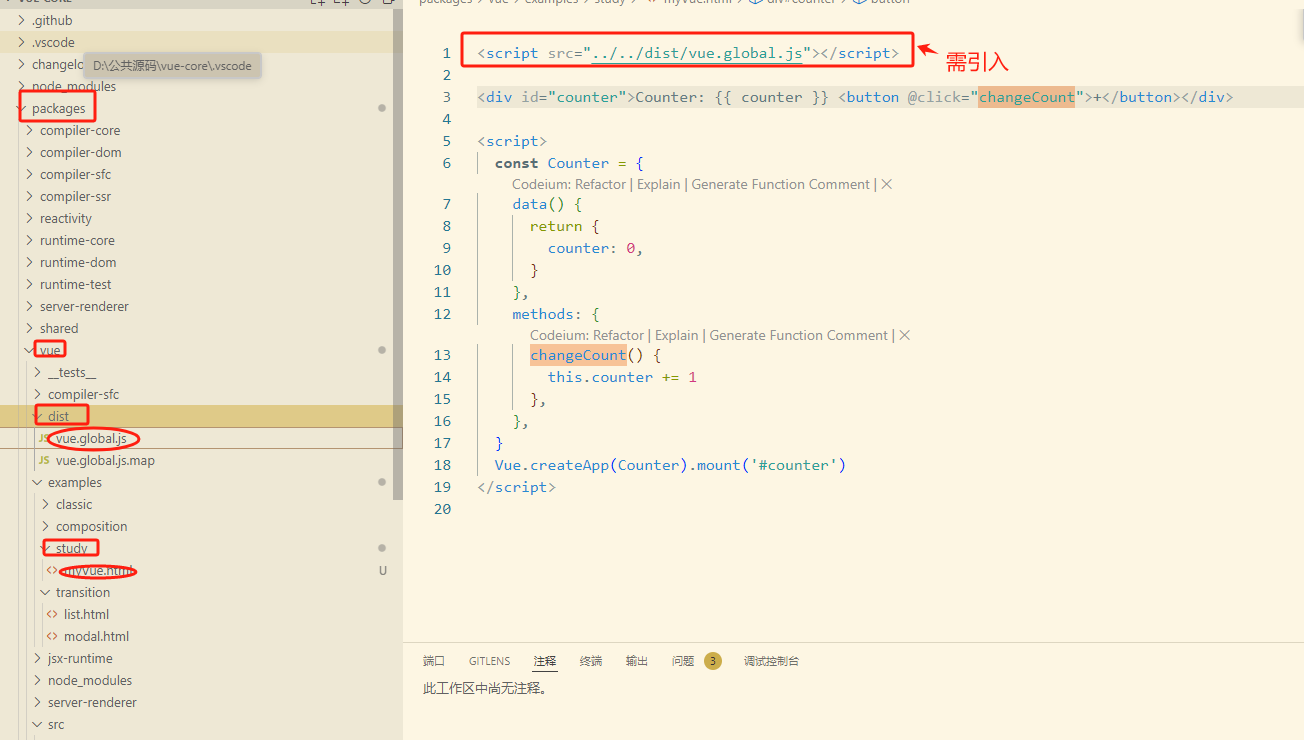 VUE-CORE
.github
.vscode
changelo
D:\公共源码\vue-core\.vscode
node_modules
packages
compiler-core
compiler-dom
compiler-sfc
compiler-ssr
reactivity
runtime-core
runtime-dom
runtime-test
server-renderer
shared
vue
__tests__
compiler-sfc
dist
JS vue.global.js
JS vue.global.js.map
examples
classic
composition
study
<> myVue.html U
transition
<> list.html
<> modal.html
jsx-runtime
node_modules
server-renderer
src
packages > vue > examples > study > <> myVue.html > div#counter > button
1 <script src="../../dist/vue.global.js"></script>
需引入
2
3 <div id="counter">Counter: {{ counter }} <button @click="changeCount">+</button></div>
4
5 <script>
6 const Counter = {
Codeium: Refactor | Explain | Generate Function Comment | ×
7 data() {
8 return {
9 counter: 0,
10 }
11 },
12 methods: {
Codeium: Refactor | Explain | Generate Function Comment | ×
13 changeCount() {
14 this.counter += 1
15 },
16 },
17 }
18 Vue.createApp(Counter).mount('#counter')
19 </script>
20
端口 GITLENS 注释 终端 输出 问题 3 调试控制台
此工作区中尚无注释。